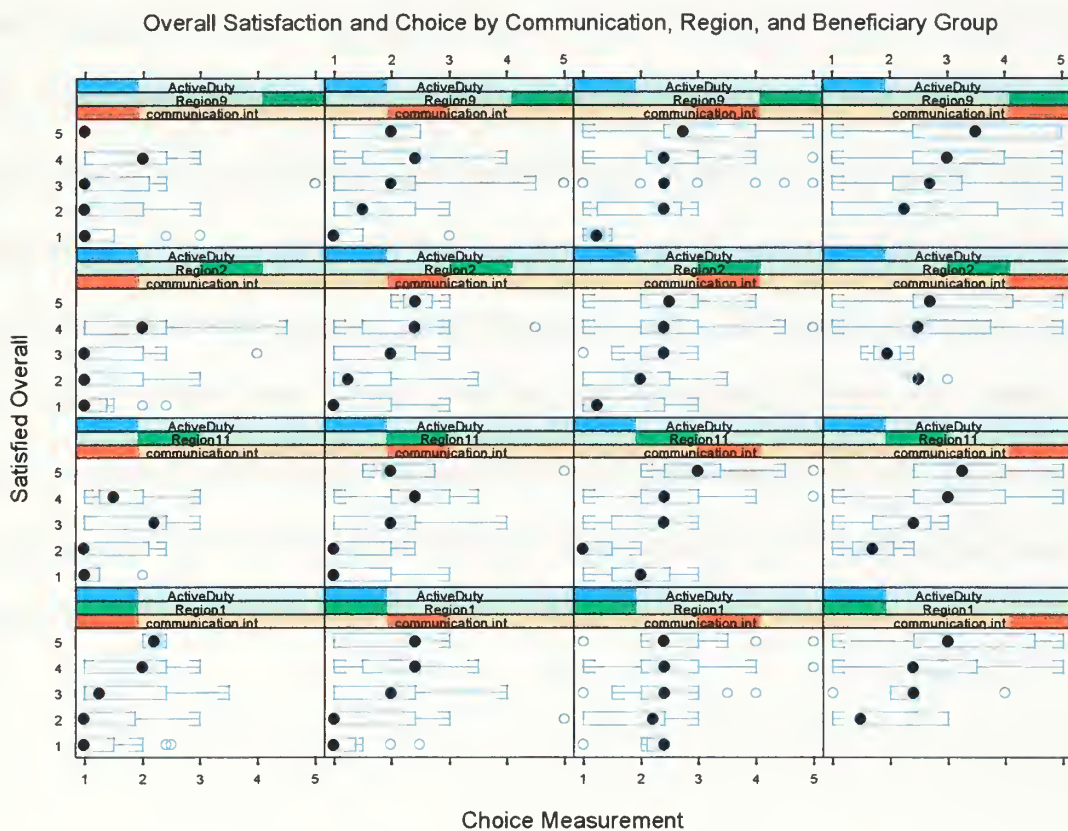 Overall Satisfaction and Choice by Communication, Region, and Beneficiary Group
1 2 3 4 5 1 2 3 4 5
ActiveDuty ActiveDuty ActiveDuty ActiveDuty
Region9 Region9 Region9 Region9
communication.int communication.int communication.int communication.int
5
4
3
2
1
ActiveDuty ActiveDuty ActiveDuty ActiveDuty
Region2 Region2 Region2 Region2
communication.int communication.int communication.int communication.int
5
4
3
2
1
ActiveDuty ActiveDuty ActiveDuty ActiveDuty
Region11 Region11 Region11 Region11
communication.int communication.int communication.int communication.int
5
4
3
2
1
ActiveDuty ActiveDuty ActiveDuty ActiveDuty
Region1 Region1 Region1 Region1
communication.int communication.int communication.int communication.int
5
4
3
2
1
1 2 3 4 5 1 2 3 4 5
Satisfied Overall
Choice Measurement